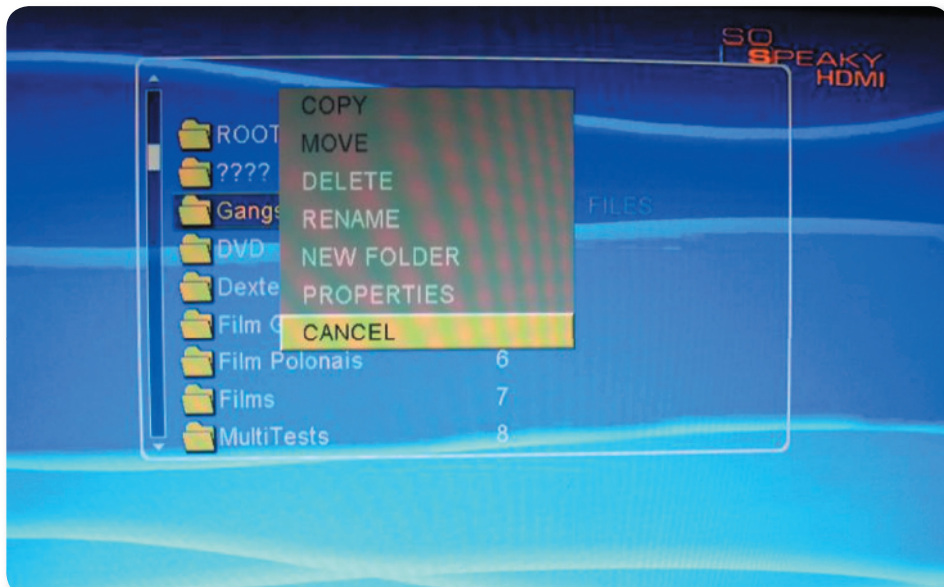 SO
SPEAKY
HDMI
COPY
MOVE
DELETE
RENAME
NEW FOLDER
PROPERTIES
CANCEL
ROOT
????
Gangs
FILES
DVD
Dexte
Film G
Film Polonais 6
Films 7
MultiTests 8